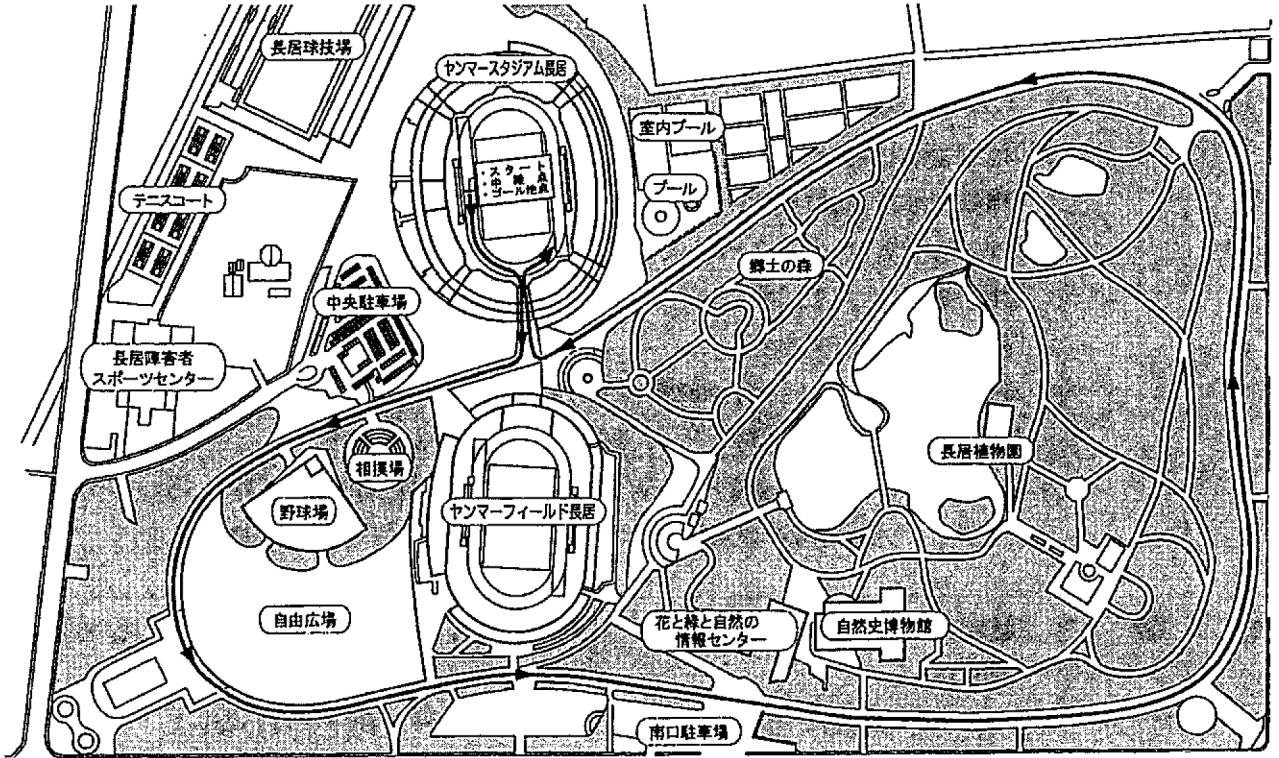 長居球技場
ヤンマースタジアム長居
室内プール
・スタート
・中継点
・ゴール地点
プール
テニスコート
郷土の森
中央駐車場
長居障害者
スポーツセンター
長居植物園
相撲場
野球場
ヤンマーフィールド長居
自由広場
花と緑と自然の
情報センター
自然史博物館
南口駐車場